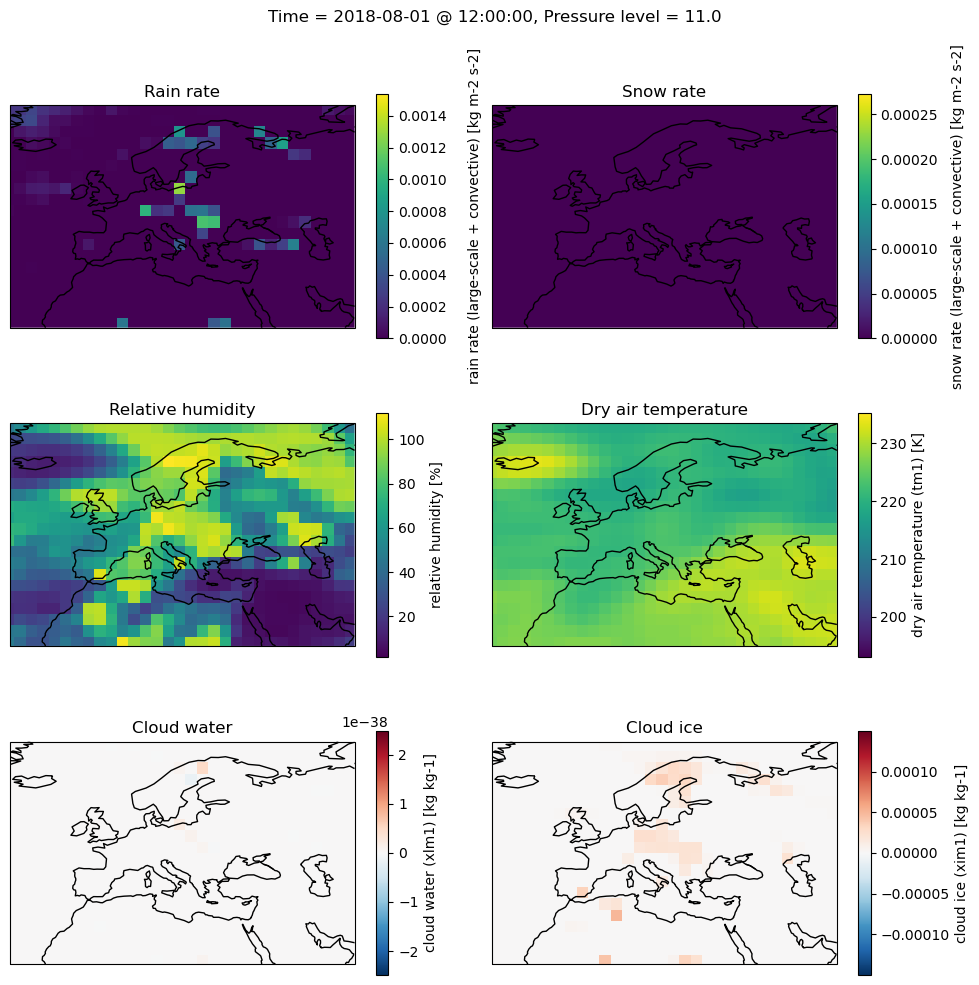 Time = 2018-08-01 @ 12:00:00, Pressure level = 11.0
Rain rate
0.0014
0.0012
0.0010
0.0008
0.0006
0.0004
0.0002
0.0000
rain rate (large-scale + convective) [kg m-2 s-2]
Snow rate
0.00025
0.00020
0.00015
0.00010
0.00005
0.00000
snow rate (large-scale + convective) [kg m-2 s-2]
Relative humidity
100
80
60
40
20
relative humidity [%]
Dry air temperature
230
220
210
200
dry air temperature (tm1) [K]
Cloud water
1e−38
2
1
0
−1
−2
cloud water (xlm1) [kg kg-1]
Cloud ice
0.00010
0.00005
0.00000
−0.00005
−0.00010
cloud ice (xim1) [kg kg-1]